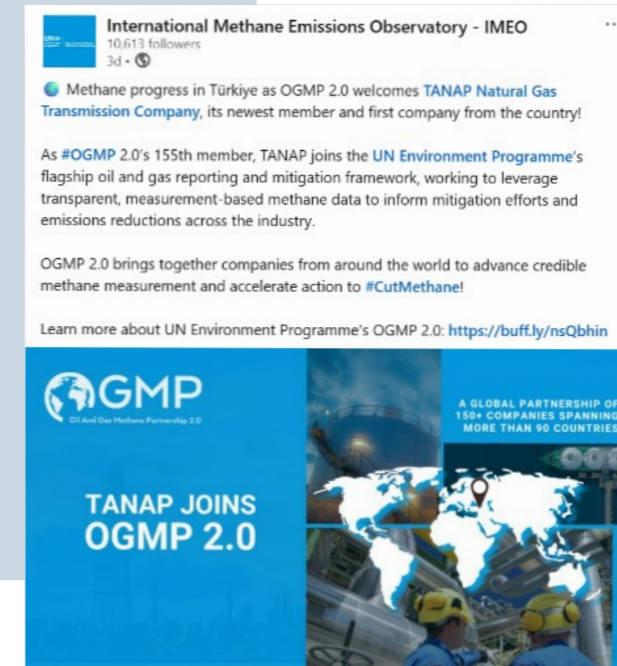 International Methane Emissions Observatory - IMEO
10,613 followers
3d •
Methane progress in Türkiye as OGMP 2.0 welcomes TANAP Natural Gas
Transmission Company, its newest member and first company from the country!
As #OGMP 2.0's 155th member, TANAP joins the UN Environment Programme's
flagship oil and gas reporting and mitigation framework, working to leverage
transparent, measurement-based methane data to inform mitigation efforts and
emissions reductions across the industry.
OGMP 2.0 brings together companies from around the world to advance credible
methane measurement and accelerate action to #CutMethane!
Learn more about UN Environment Programme's OGMP 2.0: https://buff.ly/nsQbhin
OGMP
Oil And Gas Methane Partnership 2.0
A GLOBAL PARTNERSHIP OF
150+ COMPANIES SPANNING
MORE THAN 90 COUNTRIES
TANAP JOINS
OGMP 2.0